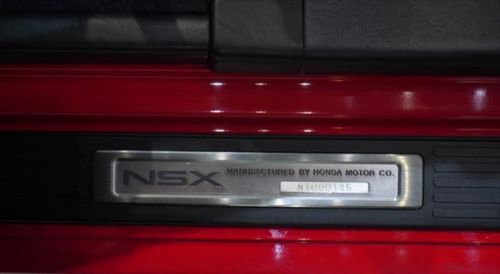 NSX
MANUFACTURED BY HONDA MOTOR CO.
N1000145